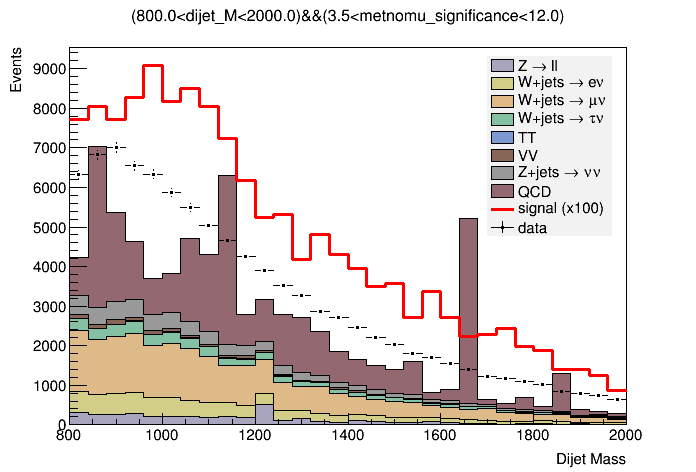 (800.0<dijet_M<2000.0)&&(3.5<metnomu_significance<12.0)
Events
9000
8000
7000
6000
5000
4000
3000
2000
1000
0
Z → ll
W+jets → eν
W+jets → μν
W+jets → τν
TT
VV
Z+jets → νν
QCD
signal (x100)
data
800 1000 1200 1400 1600 1800 2000
Dijet Mass